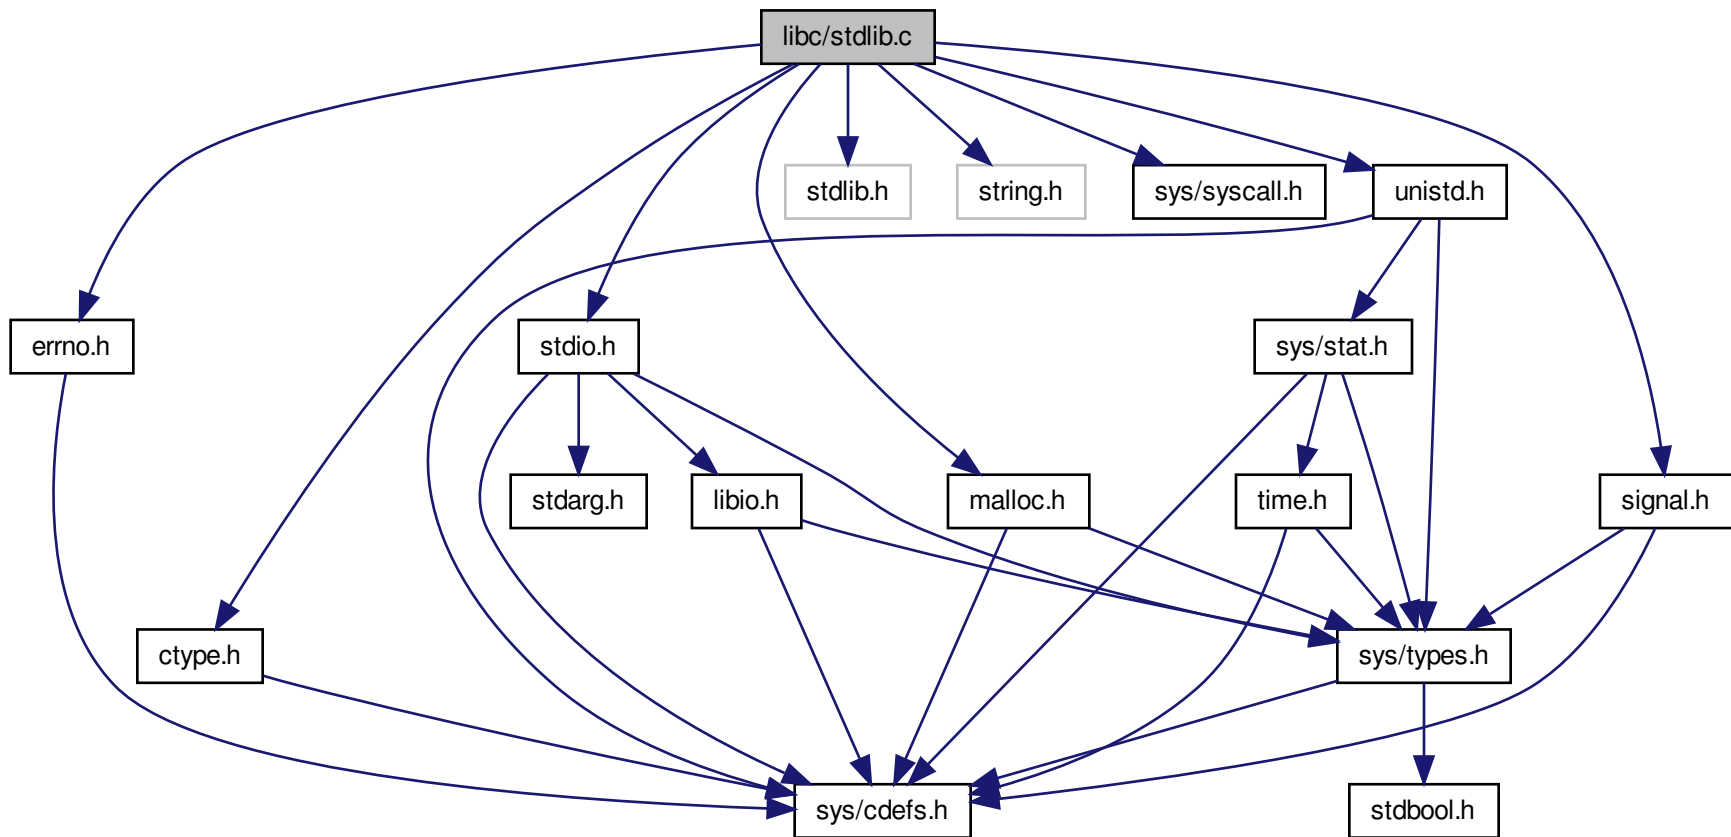 libc/stdlib.c
stdlib.h
string.h
sys/syscall.h
unistd.h
errno.h
stdio.h
sys/stat.h
stdarg.h
libio.h
malloc.h
time.h
signal.h
ctype.h
sys/types.h
sys/cdefs.h
stdbool.h